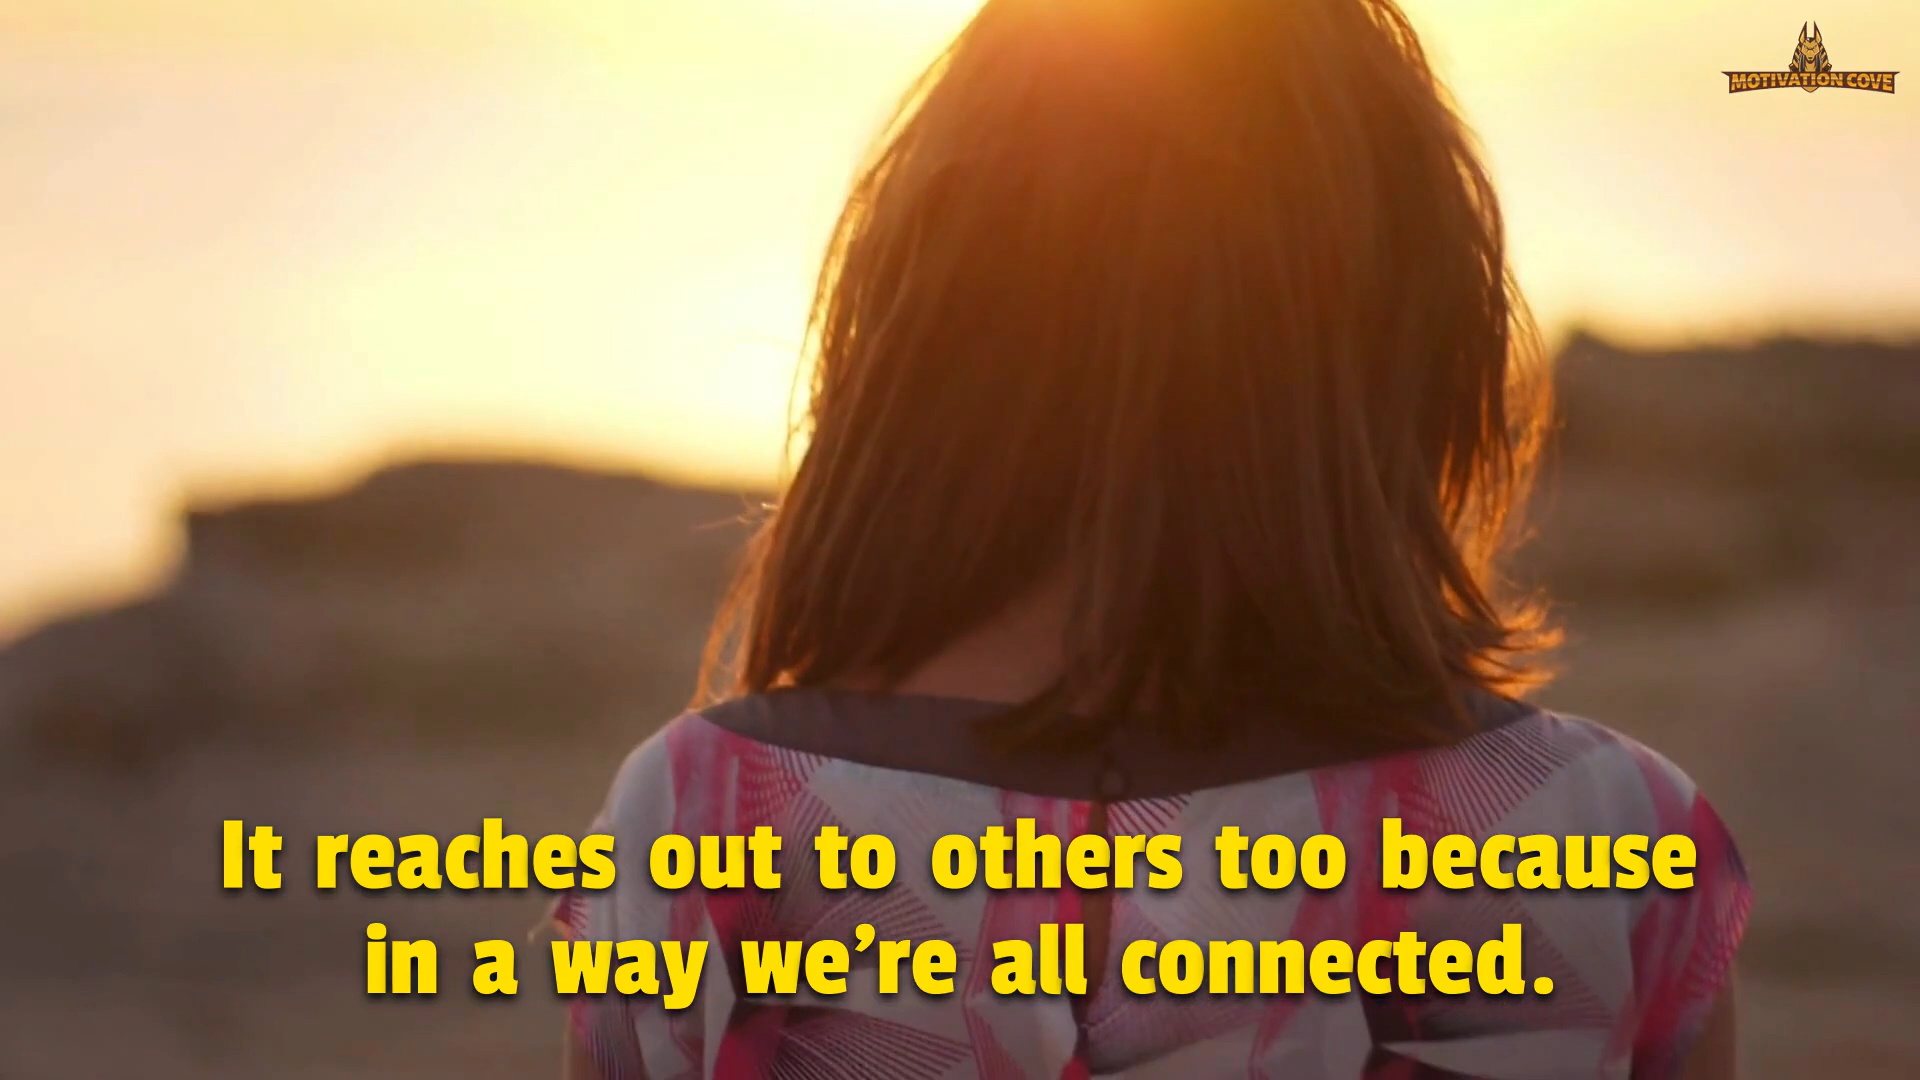 MOTIVATION COVE
It reaches out to others too because
in a way we're all connected.